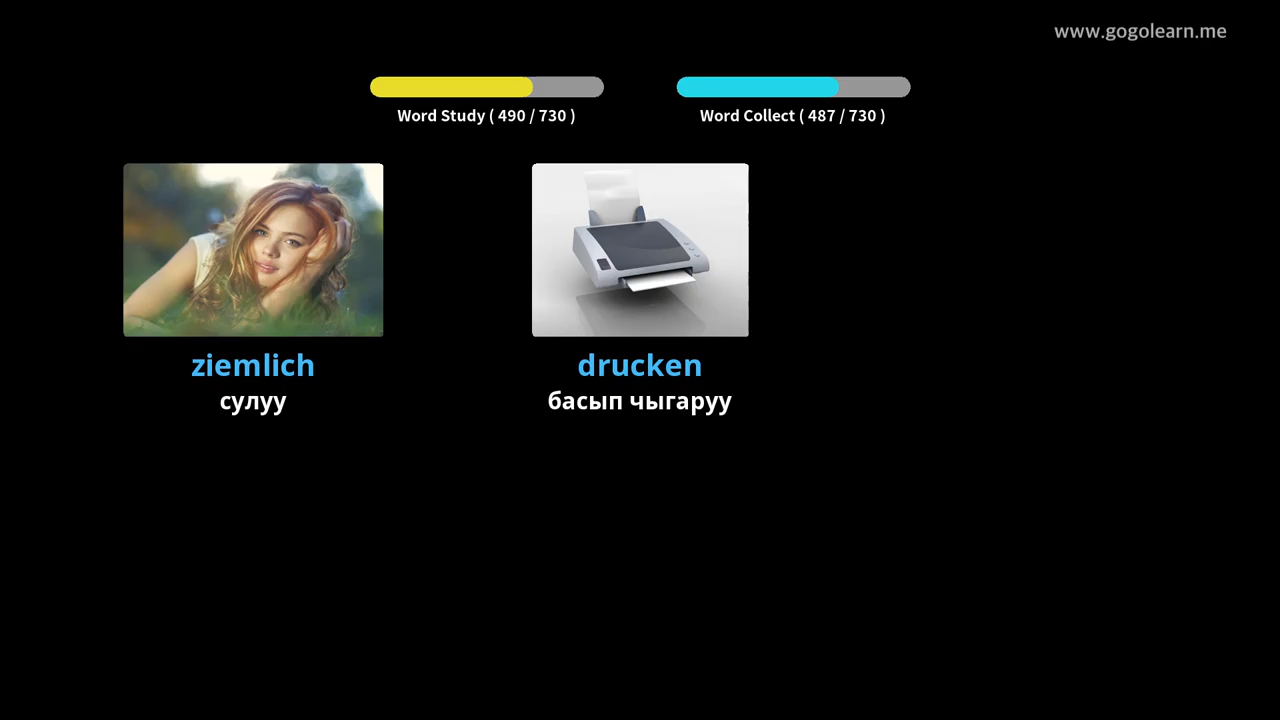 www.gogolearn.me
Word Study ( 490 / 730 )
Word Collect ( 487 / 730 )
ziemlich
сулуу
drucken
басып чыгаруу